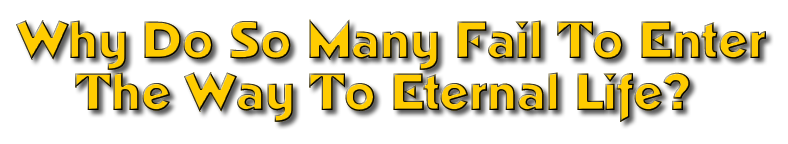 Why Do So Many Fail To Enter
The Way To Eternal Life?